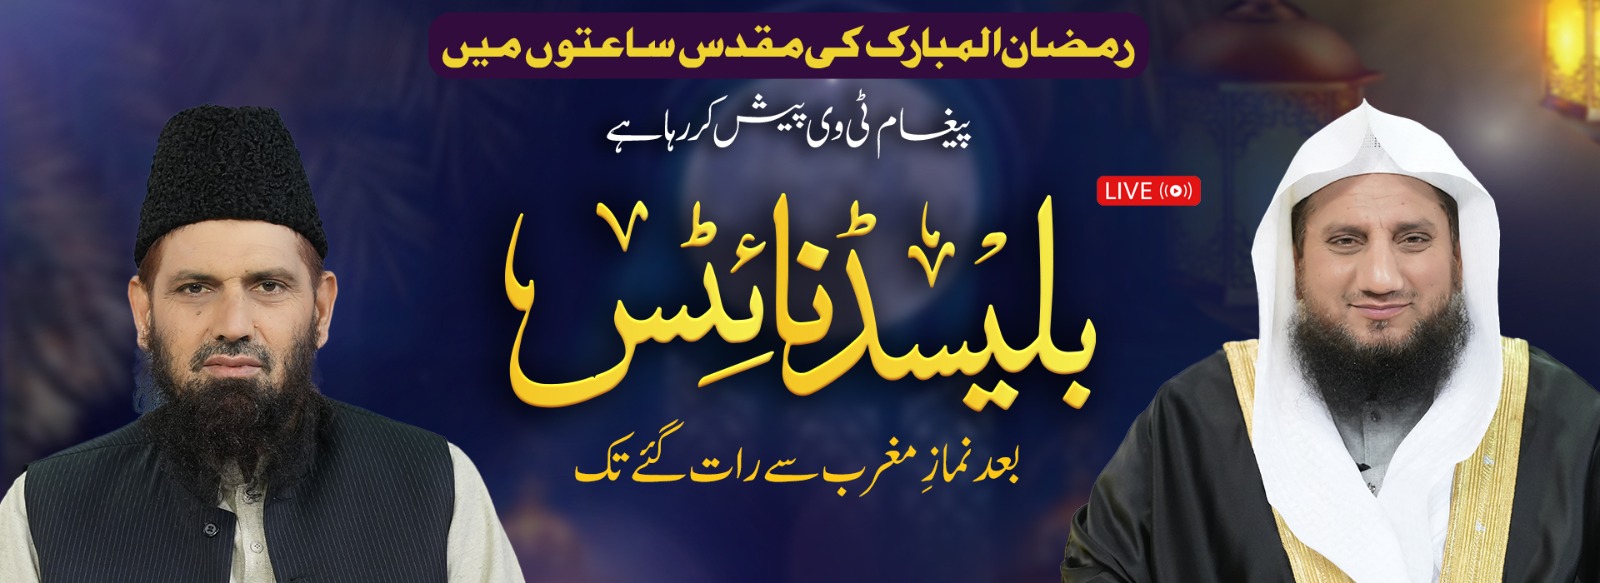 رمضان المبارک کی مقدس ساعتوں میں
پیغام ٹی وی پیش کر رہا ہے
LIVE
بلیسڈ نائٹس
بعد نمازِ مغرب سے رات گئے تک